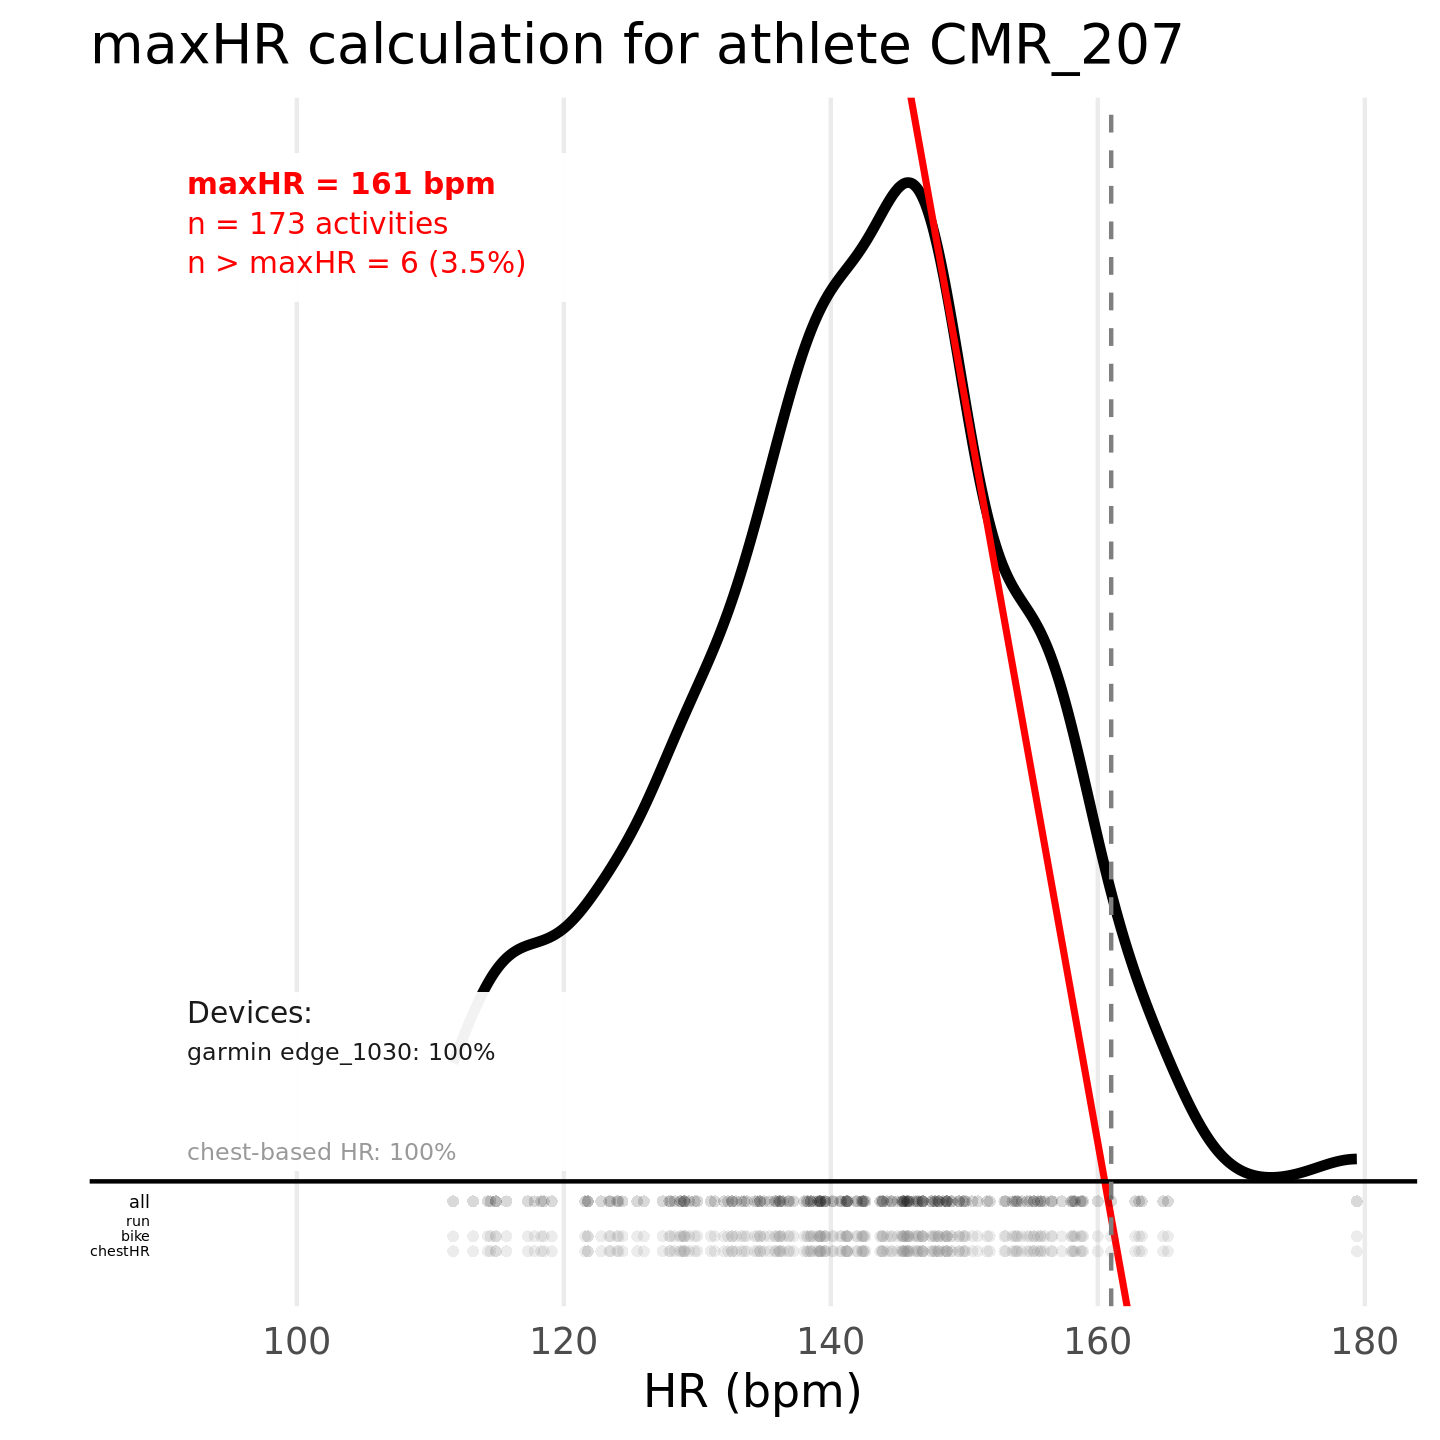 maxHR calculation for athlete CMR_207
maxHR = 161 bpm
n = 173 activities
n > maxHR = 6 (3.5%)
Devices:
garmin edge_1030: 100%
chest-based HR: 100%
all
run
bike
chestHR
100 120 140 160 180
HR (bpm)